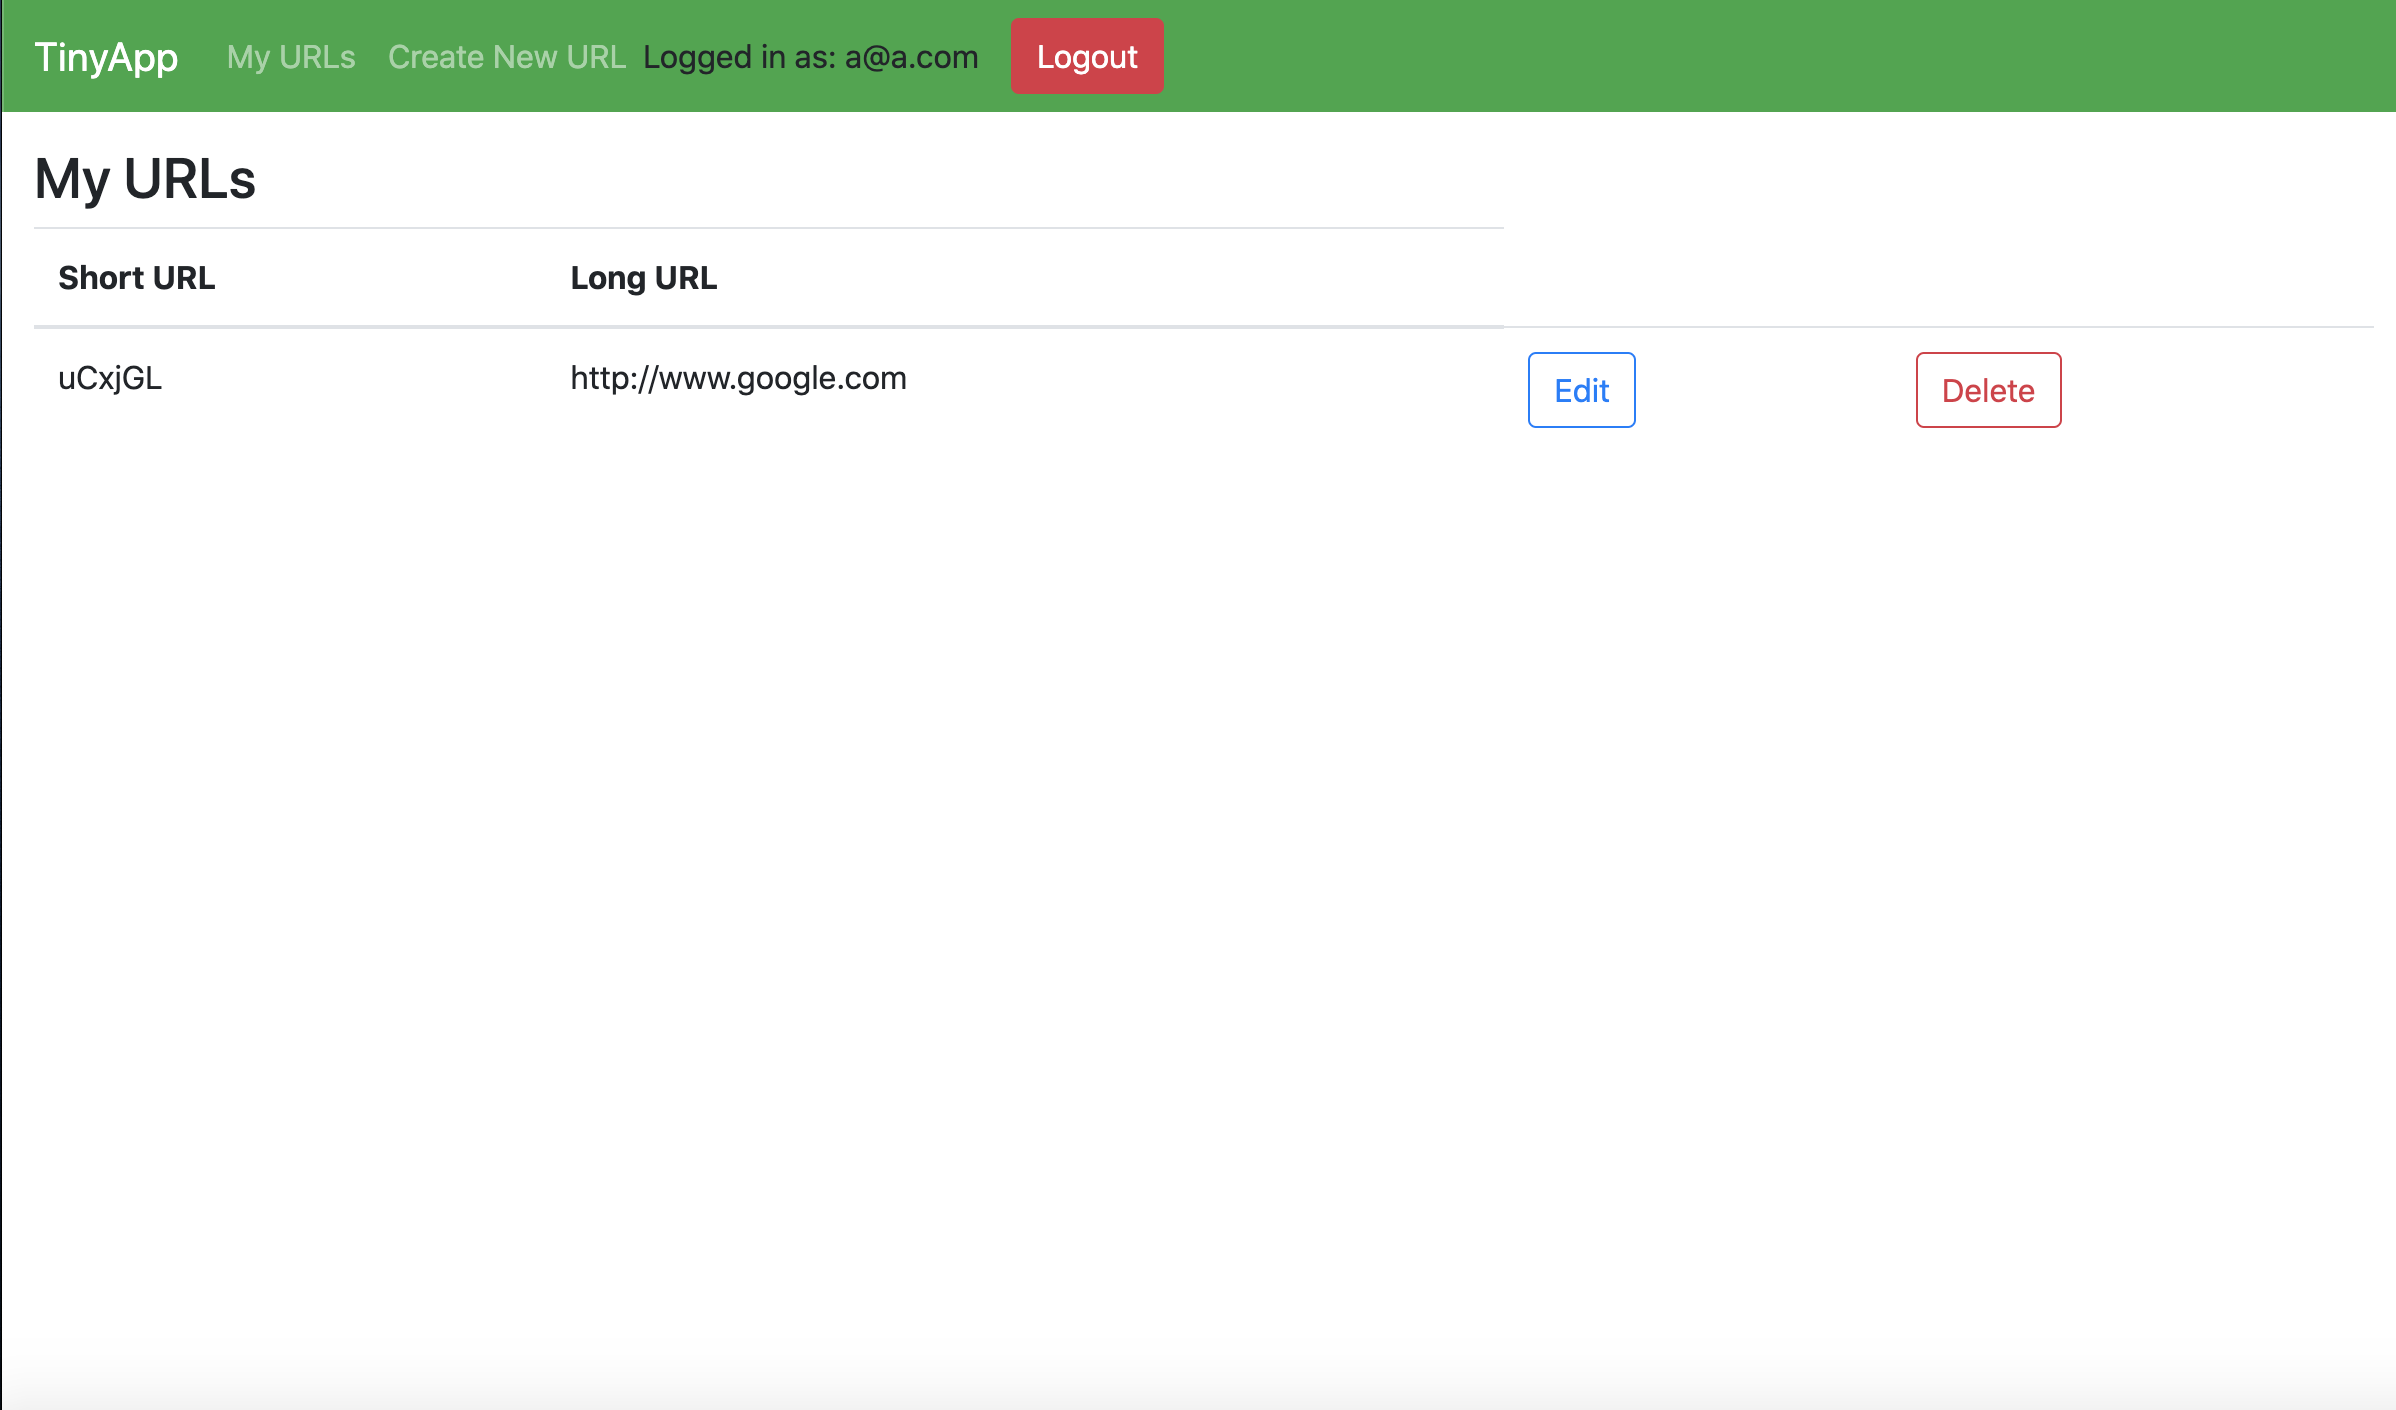 TinyApp My URLs Create New URL Logged in as: a@a.com Logout
My URLs
Short URL Long URL
uCxjGL http://www.google.com Edit Delete